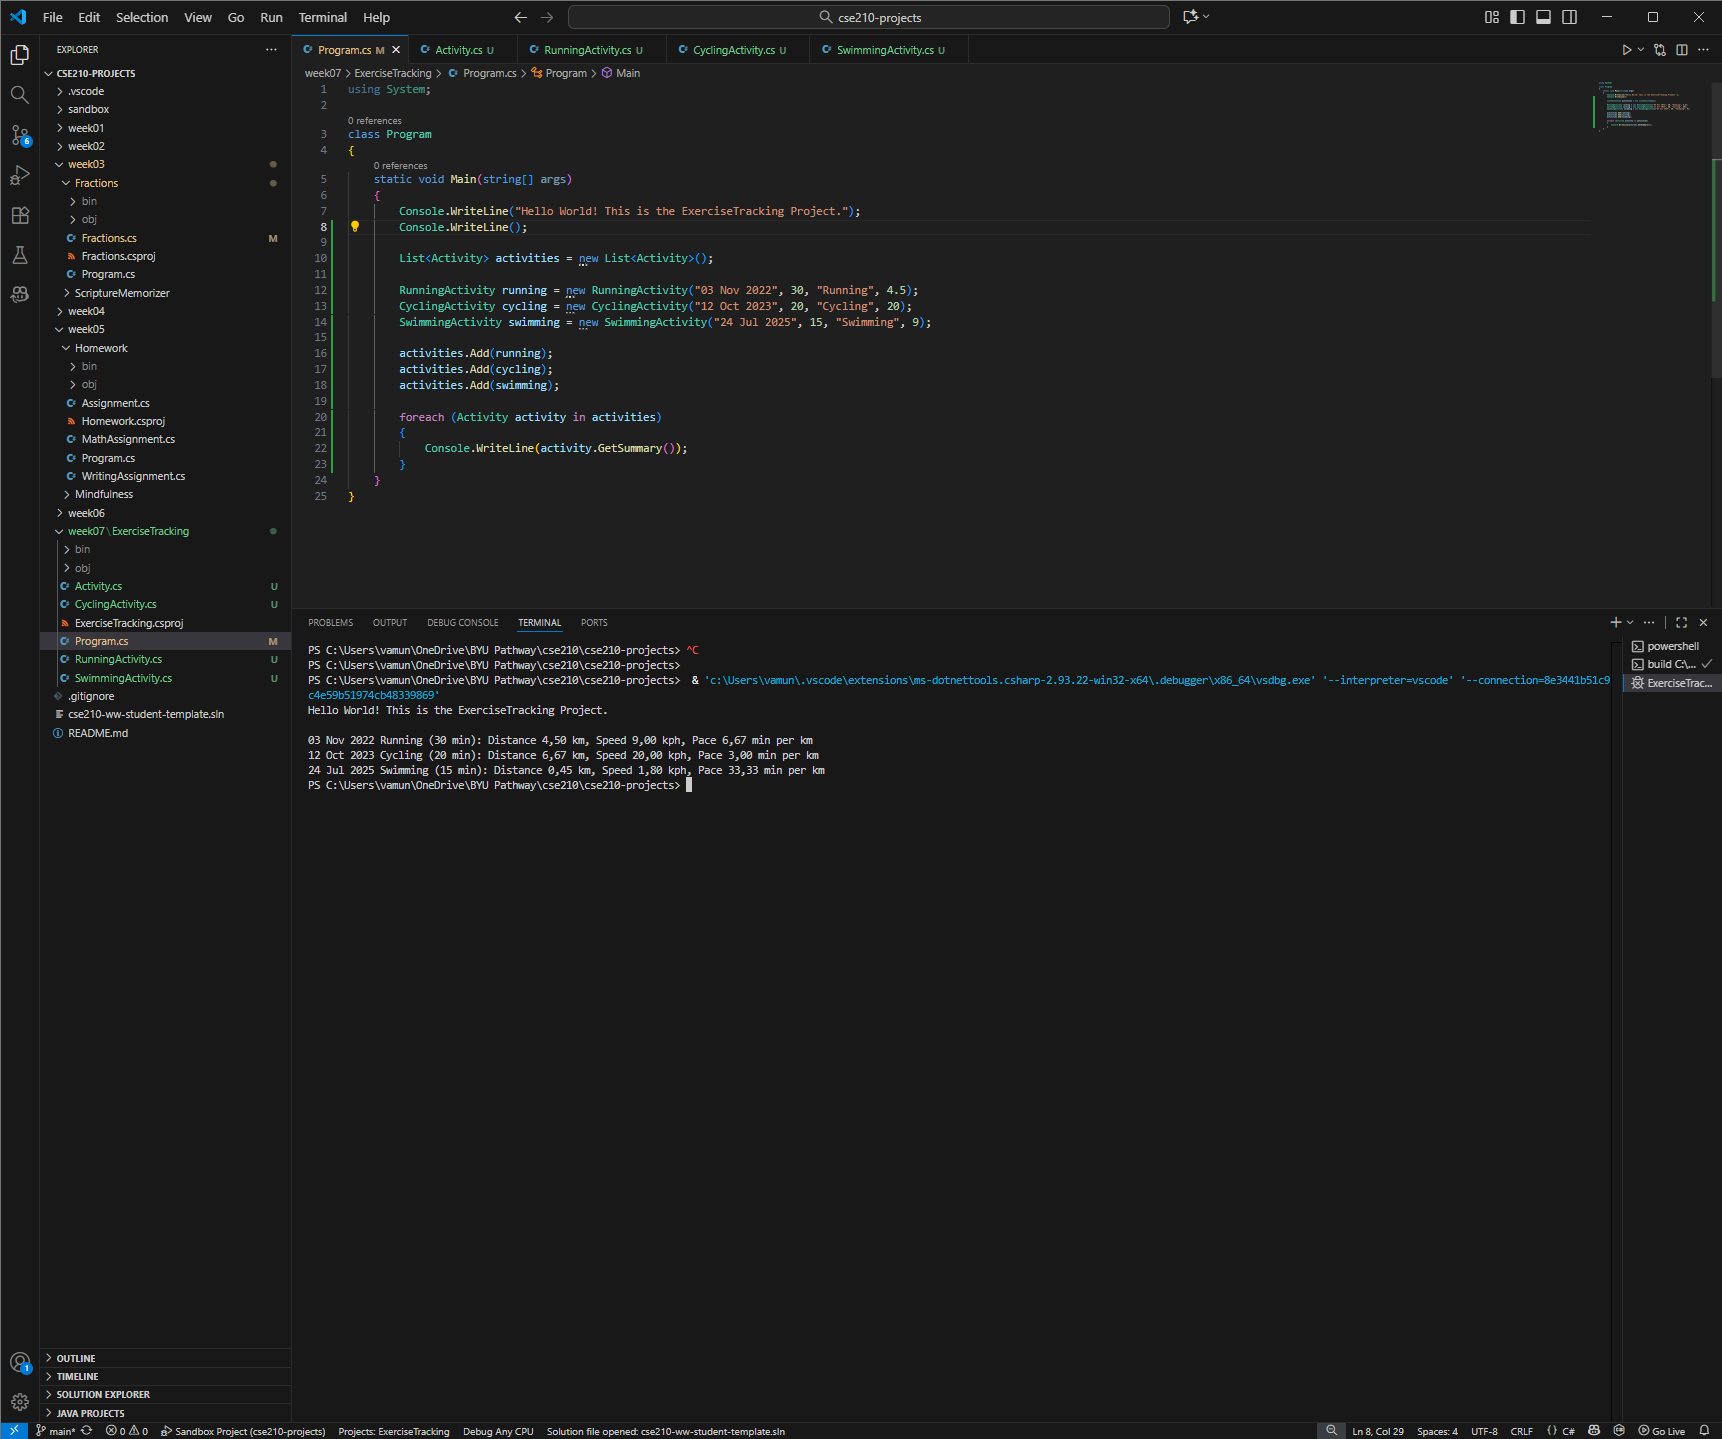 File Edit Selection View Go Run Terminal Help
cse210-projects
EXPLORER
CSE210-PROJECTS
.vscode
sandbox
week01
week02
week03
Fractions
bin
obj
Fractions.cs M
Fractions.csproj
Program.cs
ScriptureMemorizer
week04
week05
Homework
bin
obj
Assignment.cs
Homework.csproj
MathAssignment.cs
Program.cs
WritingAssignment.cs
Mindfulness
week06
week07\ExerciseTracking
bin
obj
Activity.cs U
CyclingActivity.cs U
ExerciseTracking.csproj
Program.cs M
RunningActivity.cs U
SwimmingActivity.cs U
.gitignore
cse210-ww-student-template.sln
README.md
OUTLINE
TIMELINE
SOLUTION EXPLORER
JAVA PROJECTS
6
1
Program.cs M Activity.cs U RunningActivity.cs U CyclingActivity.cs U SwimmingActivity.cs U
week07 > ExerciseTracking > Program.cs > Program > Main
1 using System;
2
0 references
3 class Program
4 {
0 references
5 static void Main(string[] args)
6 {
7 Console.WriteLine("Hello World! This is the ExerciseTracking Project.");
8 Console.WriteLine();
9
10 List<Activity> activities = new List<Activity>();
11
12 RunningActivity running = new RunningActivity("03 Nov 2022", 30, "Running", 4.5);
13 CyclingActivity cycling = new CyclingActivity("12 Oct 2023", 20, "Cycling", 20);
14 SwimmingActivity swimming = new SwimmingActivity("24 Jul 2025", 15, "Swimming", 9);
15
16 activities.Add(running);
17 activities.Add(cycling);
18 activities.Add(swimming);
19
20 foreach (Activity activity in activities)
21 {
22 Console.WriteLine(activity.GetSummary());
23 }
24 }
25 }
PROBLEMS OUTPUT DEBUG CONSOLE TERMINAL PORTS
PS C:\Users\vamun\OneDrive\BYU Pathway\cse210\cse210-projects> ^C
PS C:\Users\vamun\OneDrive\BYU Pathway\cse210\cse210-projects>
PS C:\Users\vamun\OneDrive\BYU Pathway\cse210\cse210-projects> & 'c:\Users\vamun\.vscode\extensions\ms-dotnettools.csharp-2.93.22-win32-x64\.debugger\x86_64\vsdbg.exe' '--interpreter=vscode' '--connection=8e3441b51c9
c4e59b51974cb48339869'
Hello World! This is the ExerciseTracking Project.
03 Nov 2022 Running (30 min): Distance 4,50 km, Speed 9,00 kph, Pace 6,67 min per km
12 Oct 2023 Cycling (20 min): Distance 6,67 km, Speed 20,00 kph, Pace 3,00 min per km
24 Jul 2025 Swimming (15 min): Distance 0,45 km, Speed 1,80 kph, Pace 33,33 min per km
PS C:\Users\vamun\OneDrive\BYU Pathway\cse210\cse210-projects>
powershell
build C:\...
ExerciseTrac...
main* 0 0 Sandbox Project (cse210-projects) Projects: ExerciseTracking Debug Any CPU Solution file opened: cse210-ww-student-template.sln
Ln 8, Col 29 Spaces: 4 UTF-8 CRLF {} C# Go Live